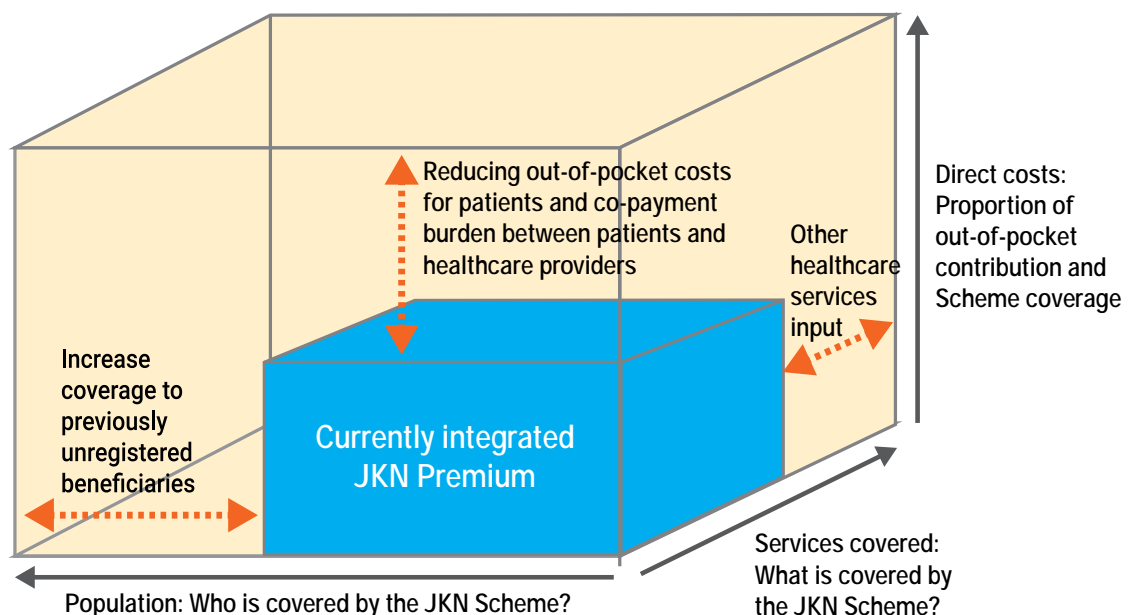 Reducing out-of-pocket costs
for patients and co-payment
burden between patients and
healthcare providers
Direct costs:
Proportion of
out-of-pocket
contribution and
Scheme coverage
Other
healthcare
services
input
Increase
coverage to
previously
unregistered
beneficiaries
Currently integrated
JKN Premium
Services covered:
What is covered by
the JKN Scheme?
Population: Who is covered by the JKN Scheme?